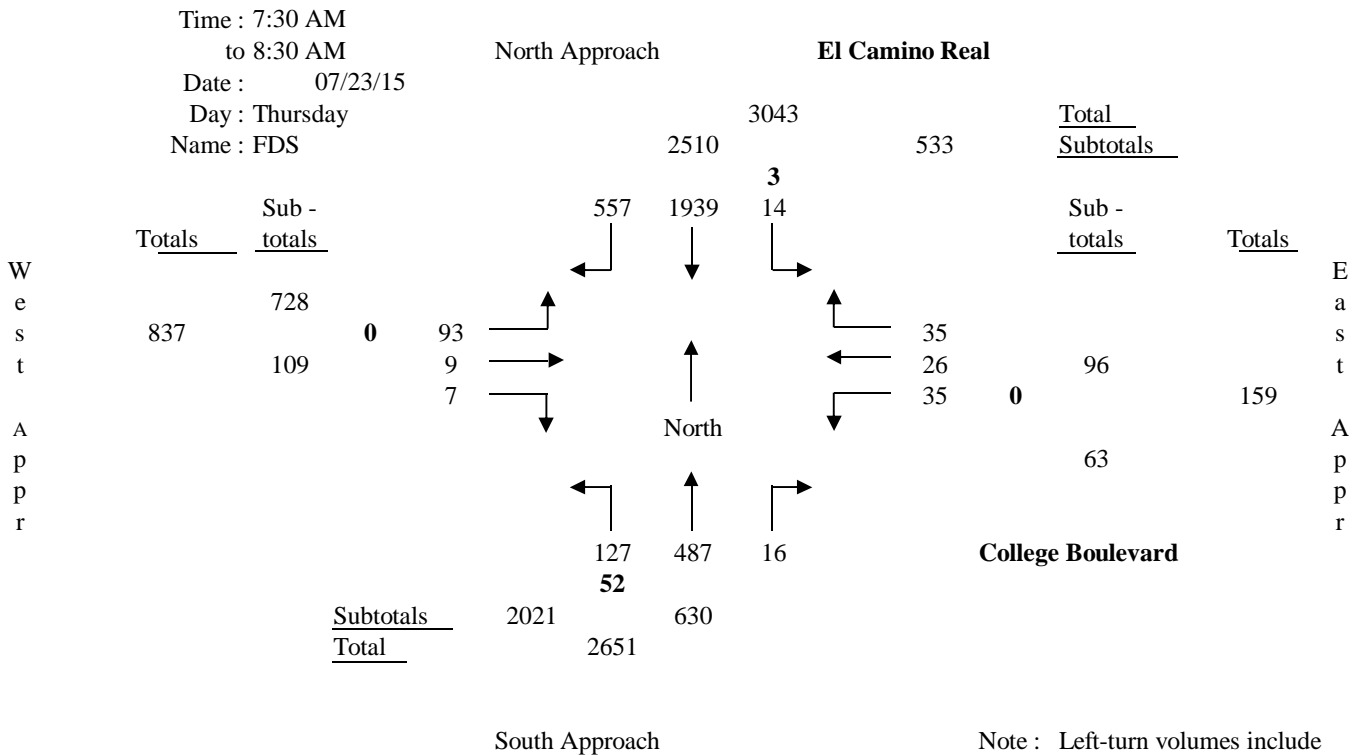 Time : 7:30 AM
to 8:30 AM North Approach El Camino Real
Date : 07/23/15
Day : Thursday 3043 Total
Name : FDS 2510 533 Subtotals
3
Sub - 557 1939 14 Sub -
Totals totals totals Totals
W E
e 728 a
s 837 0 93 35 s
t 109 9 26 96 t
7 35 0 159
A North A
p 63 p
p p
r r
127 487 16 College Boulevard
52
Subtotals 2021 630
Total 2651
South Approach Note : Left-turn volumes include